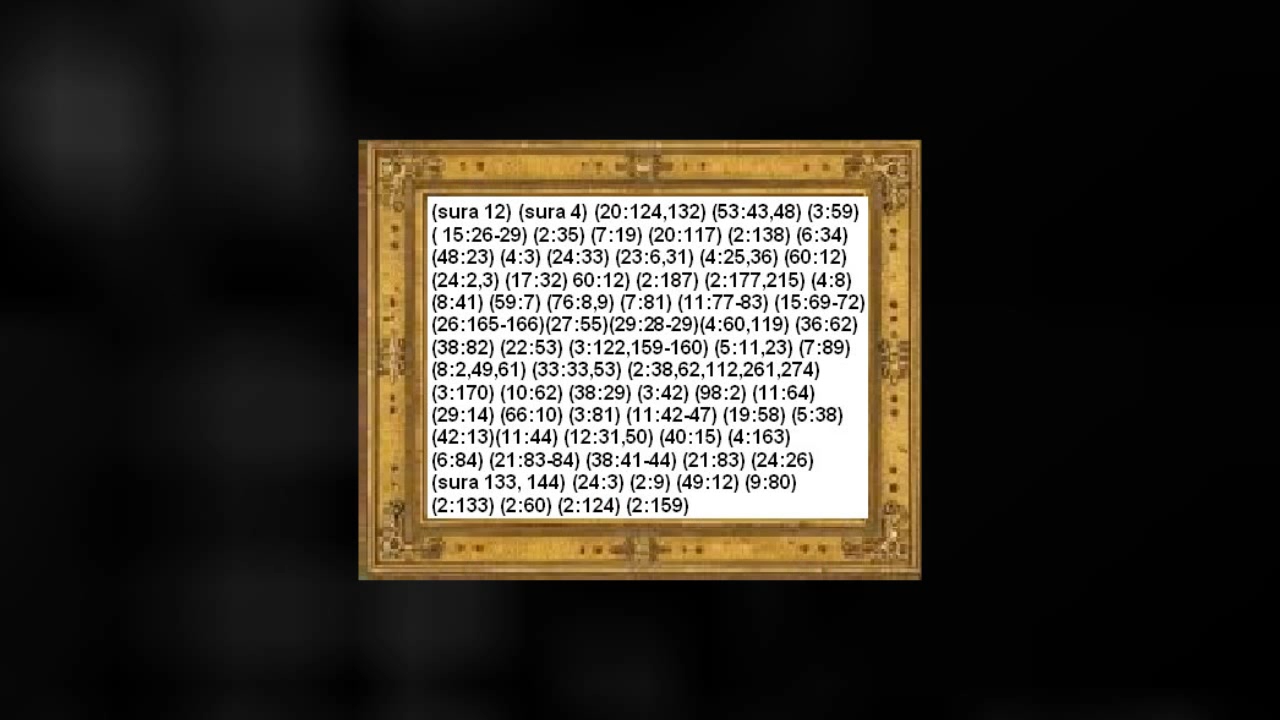 (sura 12) (sura 4) (20:124,132) (53:43,48) (3:59)
( 15:26-29) (2:35) (7:19) (20:117) (2:138) (6:34)
(48:23) (4:3) (24:33) (23:6,31) (4:25,36) (60:12)
(24:2,3) (17:32) 60:12) (2:187) (2:177,215) (4:8)
(8:41) (59:7) (76:8,9) (7:81) (11:77-83) (15:69-72)
(26:165-166)(27:55)(29:28-29)(4:60,119) (36:62)
(38:82) (22:53) (3:122,159-160) (5:11,23) (7:89)
(8:2,49,61) (33:33,53) (2:38,62,112,261,274)
(3:170) (10:62) (38:29) (3:42) (98:2) (11:64)
(29:14) (66:10) (3:81) (11:42-47) (19:58) (5:38)
(42:13)(11:44) (12:31,50) (40:15) (4:163)
(6:84) (21:83-84) (38:41-44) (21:83) (24:26)
(sura 133, 144) (24:3) (2:9) (49:12) (9:80)
(2:133) (2:60) (2:124) (2:159)